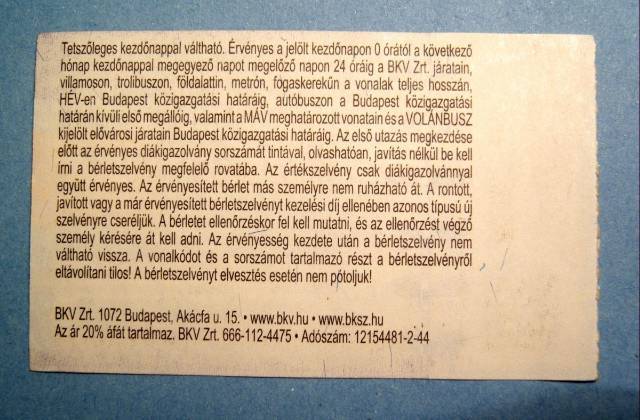 Tetszőleges kezdőnappal váltható. Érvényes a jelölt kezdőnapon 0 órától a következő
hónap kezdőnappal megegyező napot megelőző napon 24 óráig a BKV Zrt. járatain,
villamoson, trolibuszon, földalattin, metrón, fogaskerekűn a vonalak teljes hosszán,
HÉV-en Budapest közigazgatási határáig, autóbuszon a Budapest közigazgatási
határán kívüli első megállóig, valamint a MÁV meghatározott vonatain és a VOLÁNBUSZ
kijelölt elővárosi járatain Budapest közigazgatási határáig. Az első utazás megkezdése
előtt az érvényes diákigazolvány sorszámát tintával, olvashatóan, javítás nélkül be kell
írni a bérletszelvény megfelelő rovatába. Az értékszelvény csak diákigazolvánnyal
együtt érvényes. Az érvényesített bérlet más személyre nem ruházható át. A rontott,
javított vagy a már érvényesített bérletszelvényt kezelési díj ellenében azonos típusú új
szelvényre cseréljük. A bérletet ellenőrzéskor fel kell mutatni, és az ellenőrzést végző
személy kérésére át kell adni. Az érvényesség kezdete után a bérletszelvény nem
váltható vissza. A vonalkódot és a sorszámot tartalmazó részt a bérletszelvényről
eltávolítani tilos! A bérletszelvényt elvesztés esetén nem pótoljuk!
BKV Zrt. 1072 Budapest, Akácfa u. 15. • www.bkv.hu • www.bksz.hu
Az ár 20% áfát tartalmaz. BKV Zrt. 666-112-4475 • Adószám: 12154481-2-44